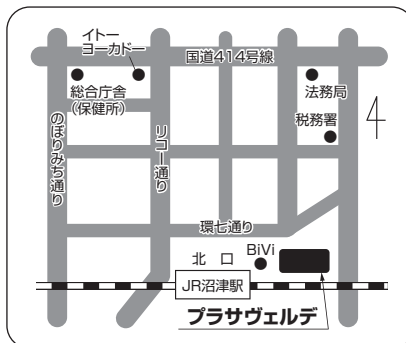 イトー
ヨーカドー
国道414号線
総合庁舎
（保健所）
法務局
税務署
のぼりみち通り
リコー通り
環七通り
北 口
BiVi
JR沼津駅
プラサヴェルデ